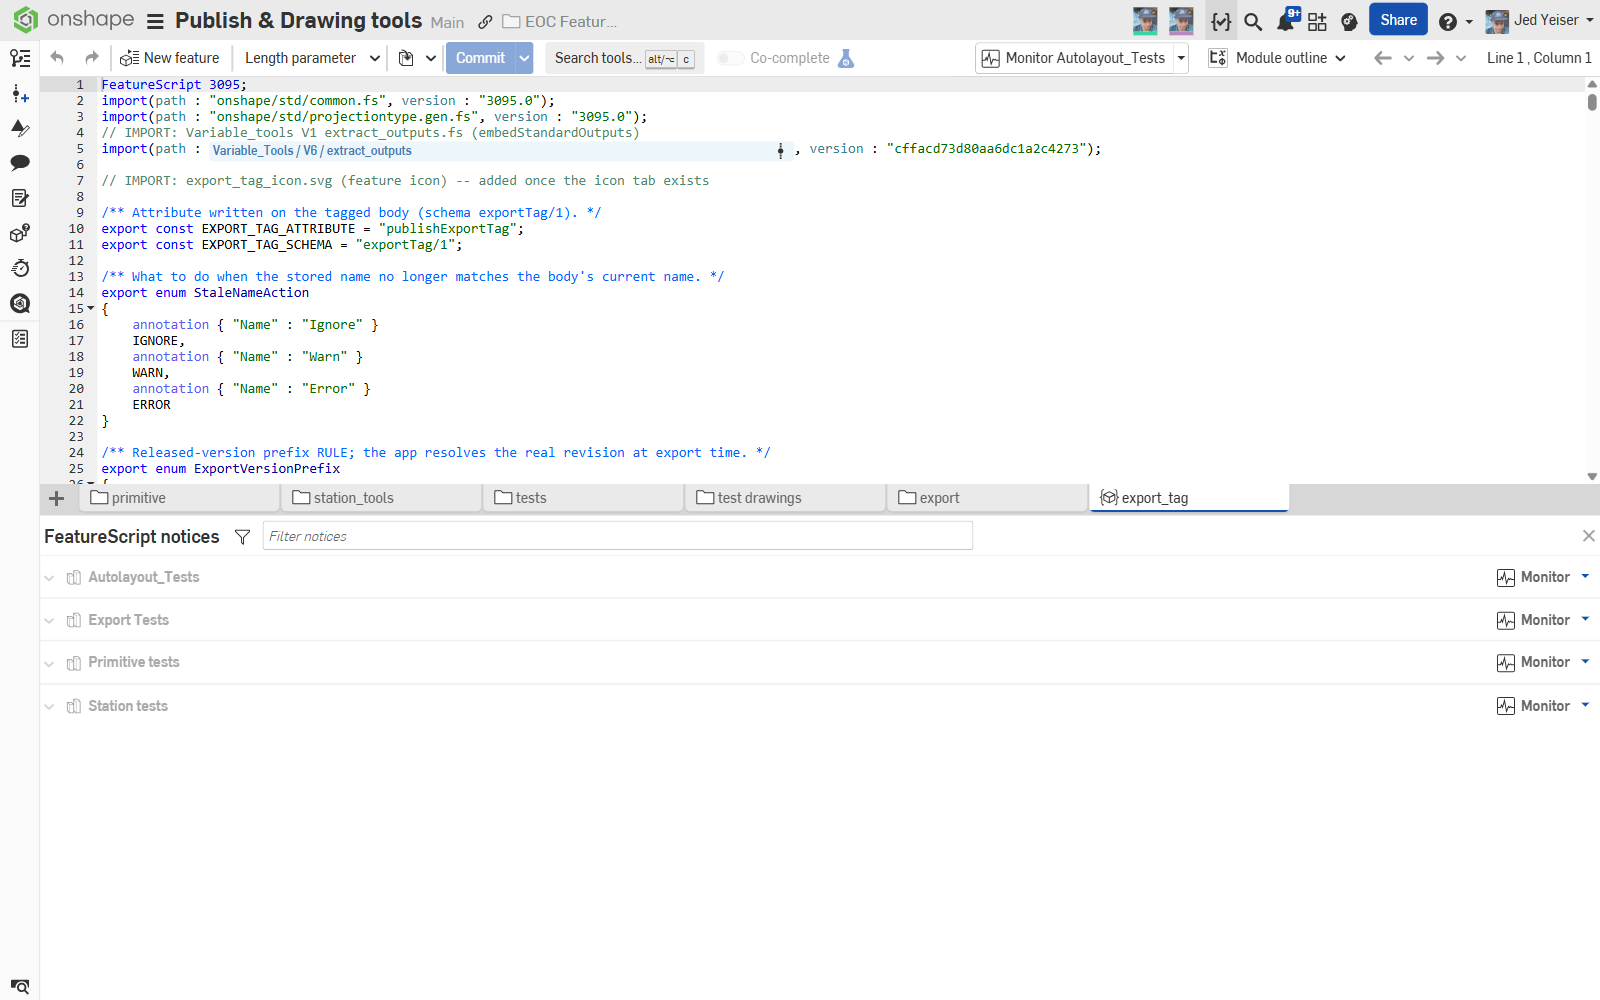 onshape Publish & Drawing tools Main EOC Featur... 9+ Share Jed Yeiser
New feature Length parameter Commit Search tools... alt/⌥ c Co-complete Monitor Autolayout_Tests Module outline Line 1 , Column 1
1 FeatureScript 3095;
2 import(path : "onshape/std/common.fs", version : "3095.0");
3 import(path : "onshape/std/projectiontype.gen.fs", version : "3095.0");
4 // IMPORT: Variable_tools V1 extract_outputs.fs (embedStandardOutputs)
5 import(path : Variable_Tools / V6 / extract_outputs , version : "cffacd73d80aa6dc1a2c4273");
6
7 // IMPORT: export_tag_icon.svg (feature icon) -- added once the icon tab exists
8
9 /** Attribute written on the tagged body (schema exportTag/1). */
10 export const EXPORT_TAG_ATTRIBUTE = "publishExportTag";
11 export const EXPORT_TAG_SCHEMA = "exportTag/1";
12
13 /** What to do when the stored name no longer matches the body's current name. */
14 export enum StaleNameAction
15 {
16 annotation { "Name" : "Ignore" }
17 IGNORE,
18 annotation { "Name" : "Warn" }
19 WARN,
20 annotation { "Name" : "Error" }
21 ERROR
22 }
23
24 /** Released-version prefix RULE; the app resolves the real revision at export time. */
25 export enum ExportVersionPrefix
26 {
primitive station_tools tests test drawings export export_tag
FeatureScript notices Filter notices
Autolayout_Tests Monitor
Export Tests Monitor
Primitive tests Monitor
Station tests Monitor